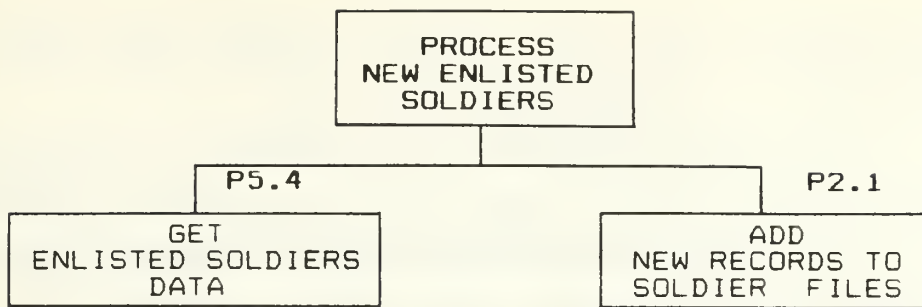 PROCESS
NEW ENLISTED
SOLDIERS
P5.4
P2.1
GET
ENLISTED SOLDIERS
DATA
ADD
NEW RECORDS TO
SOLDIER FILES